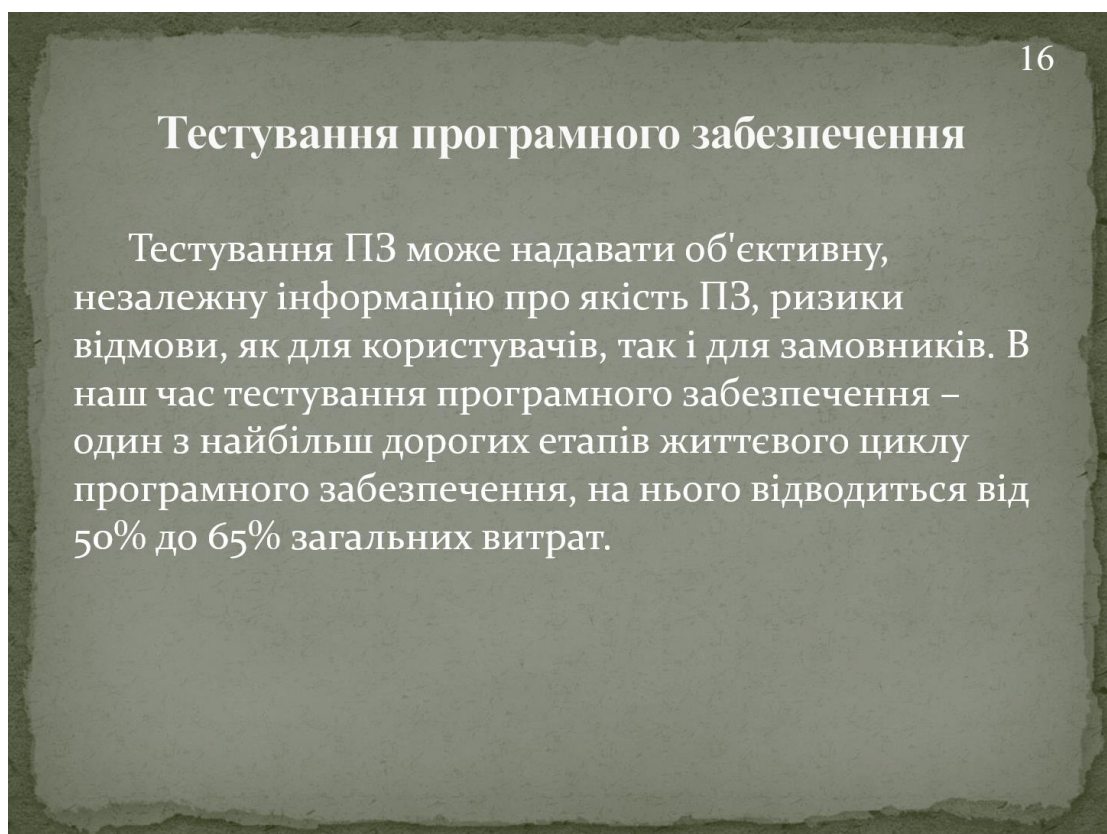 16
Тестування програмного забезпечення
Тестування ПЗ може надавати об'єктивну,
незалежну інформацію про якість ПЗ, ризики
відмови, як для користувачів, так і для замовників. В
наш час тестування програмного забезпечення –
один з найбільш дорогих етапів життєвого циклу
програмного забезпечення, на нього відводиться від
50% до 65% загальних витрат.